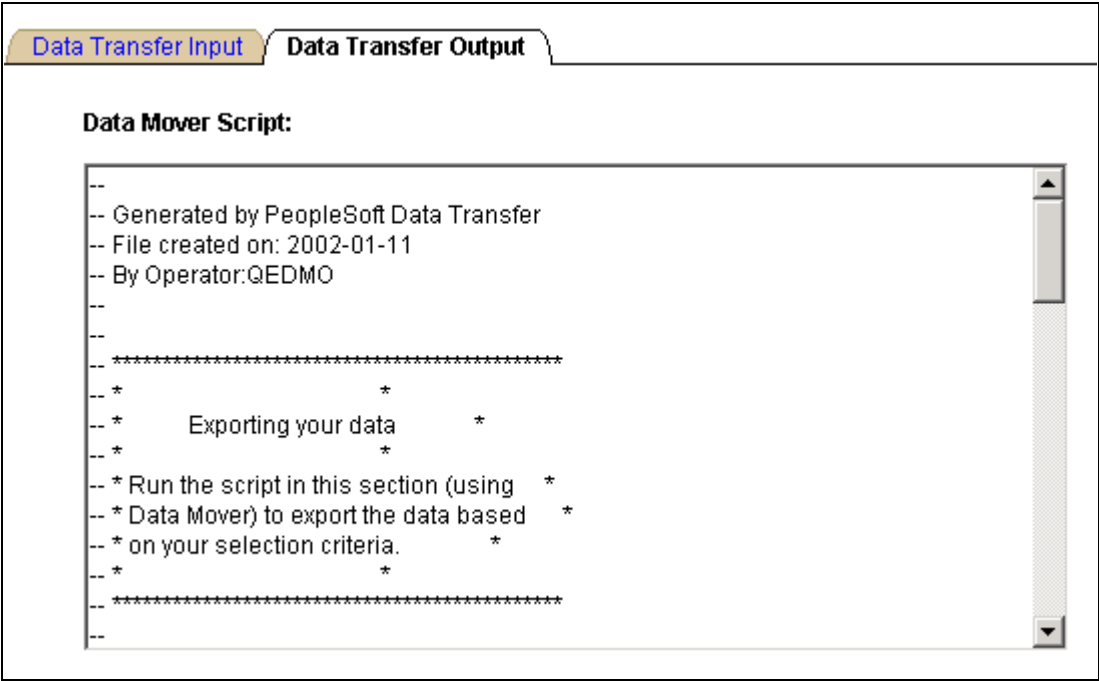 Data Transfer Input
Data Transfer Output
Data Mover Script:
--
-- Generated by PeopleSoft Data Transfer
-- File created on: 2002-01-11
-- By Operator:QEDMO
--
--
-- *********************************************
-- *                          *
-- *       Exporting your data        *
-- *                          *
-- * Run the script in this section (using   *
-- * Data Mover) to export the data based    *
-- * on your selection criteria.         *
-- *                          *
-- *********************************************
--